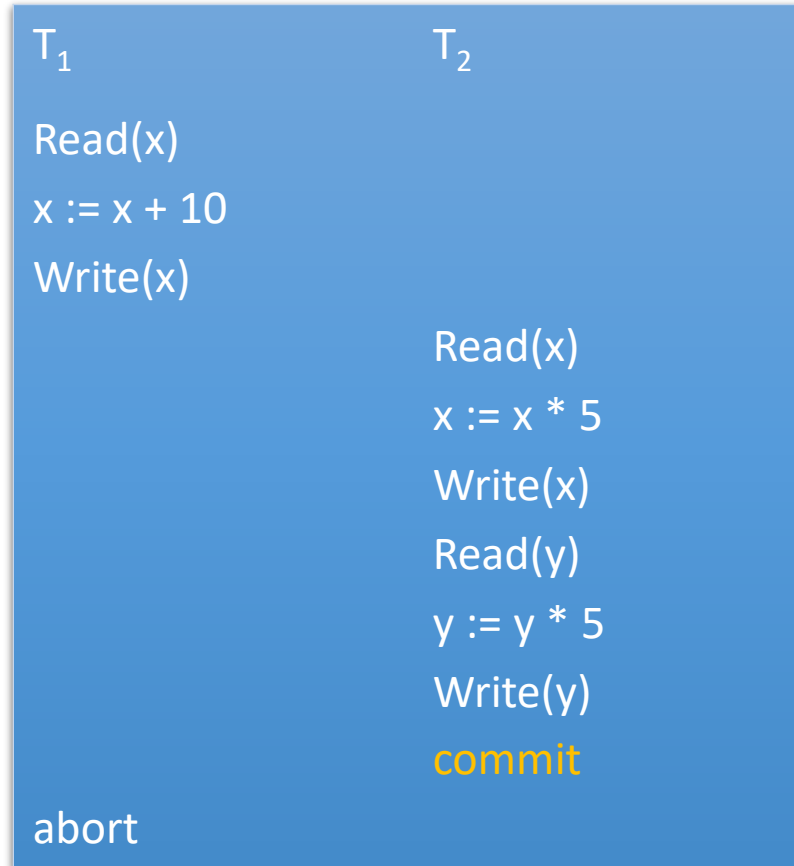 T₁ T₂
Read(x)
x := x + 10
Write(x)
Read(x)
x := x * 5
Write(x)
Read(y)
y := y * 5
Write(y)
commit
abort